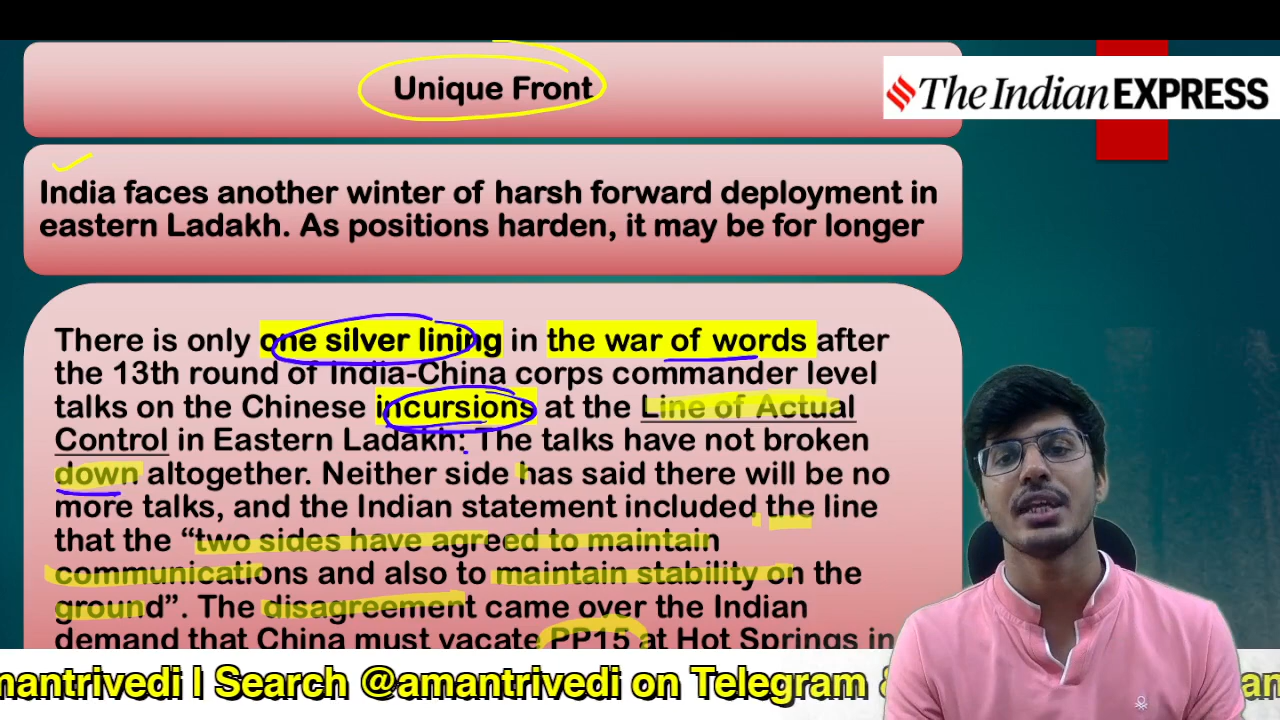 Unique Front
The Indian EXPRESS
India faces another winter of harsh forward deployment in
eastern Ladakh. As positions harden, it may be for longer
There is only one silver lining in the war of words after
the 13th round of India-China corps commander level
talks on the Chinese incursions at the Line of Actual
Control in Eastern Ladakh: The talks have not broken
down altogether. Neither side has said there will be no
more talks, and the Indian statement included the line
that the “two sides have agreed to maintain
communications and also to maintain stability on the
ground”. The disagreement came over the Indian
demand that China must vacate PP15 at Hot Springs in
mantrivedi | Search @amantrivedi on Telegram & an